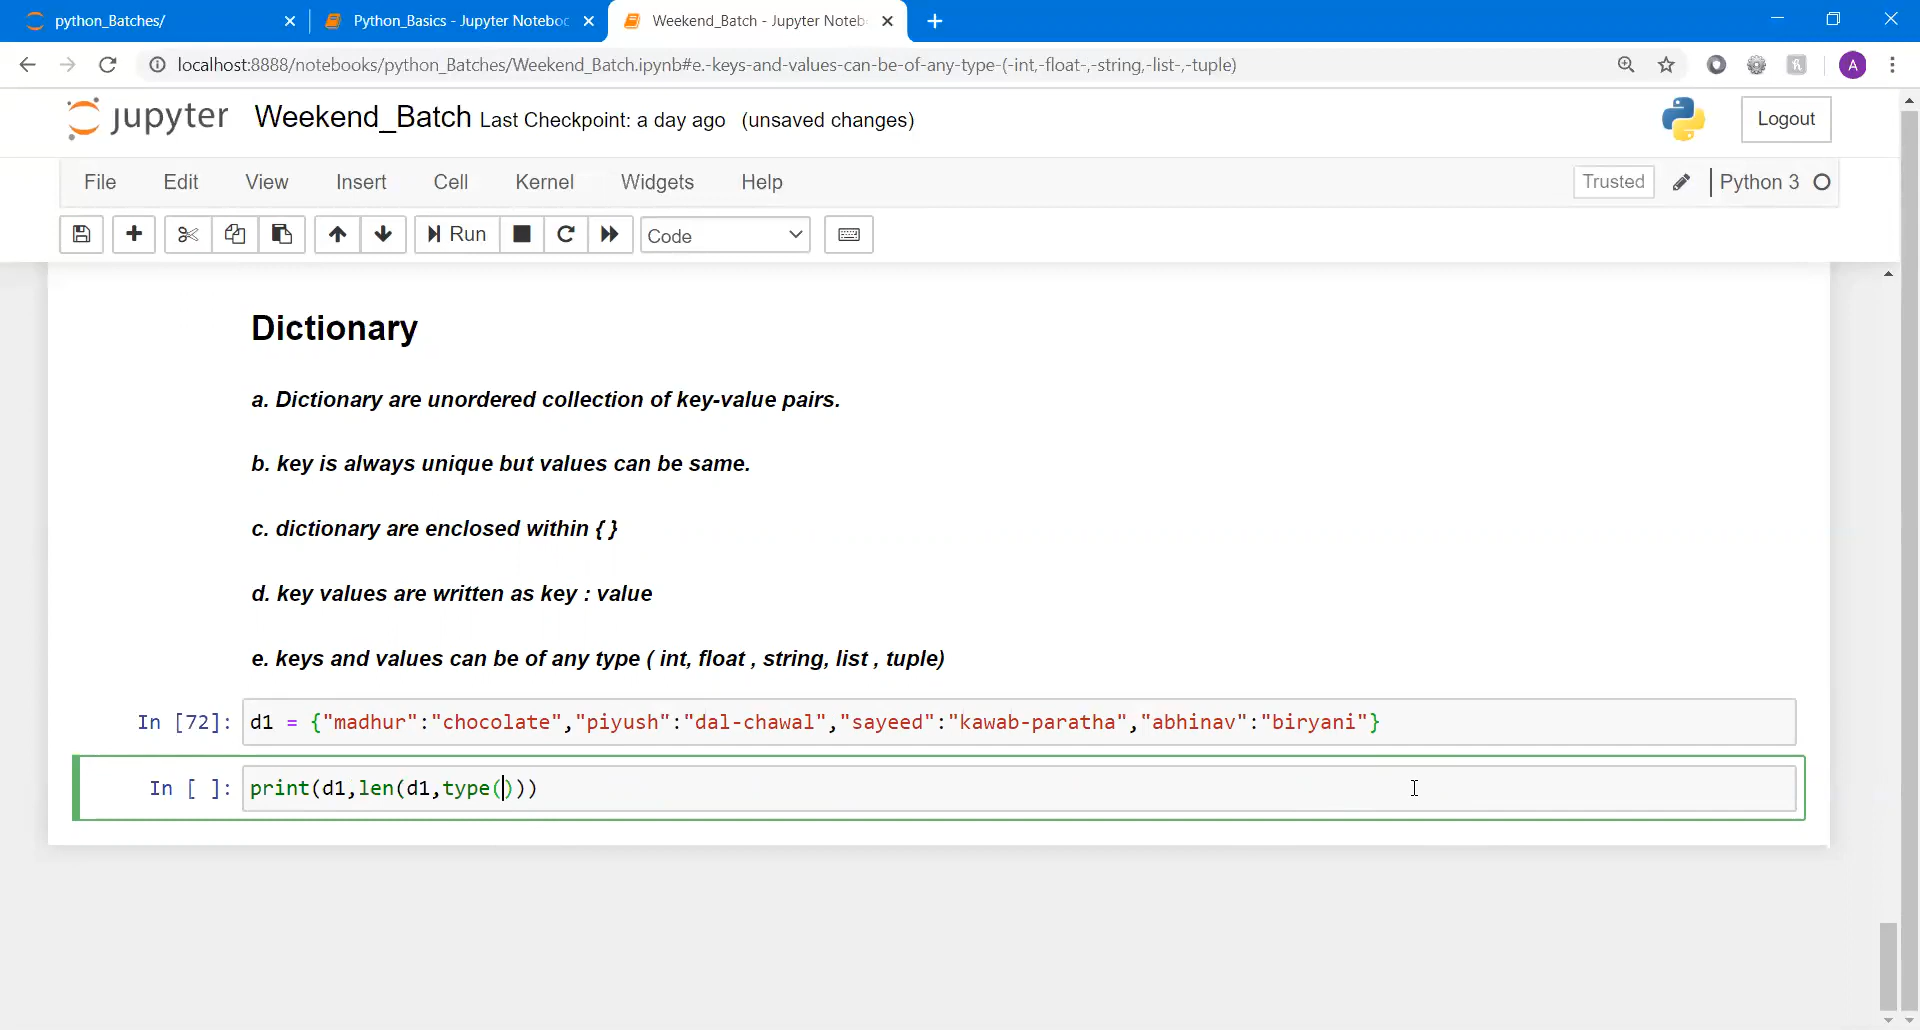 python_Batches/
Python_Basics - Jupyter Noteboo
Weekend_Batch - Jupyter Noteb
localhost:8888/notebooks/python_Batches/Weekend_Batch.ipynb#e.-keys-and-values-can-be-of-any-type-(-int,-float-,-string,-list-,-tuple)
A
jupyter Weekend_Batch Last Checkpoint: a day ago (unsaved changes)
Logout
File Edit View Insert Cell Kernel Widgets Help
Trusted
Python 3
Run
Code
Dictionary
a. Dictionary are unordered collection of key-value pairs.
b. key is always unique but values can be same.
c. dictionary are enclosed within { }
d. key values are written as key : value
e. keys and values can be of any type ( int, float , string, list , tuple)
In [72]: d1 = {"madhur":"chocolate","piyush":"dal-chawal","sayeed":"kawab-paratha","abhinav":"biryani"}
In [ ]: print(d1,len(d1,type()))